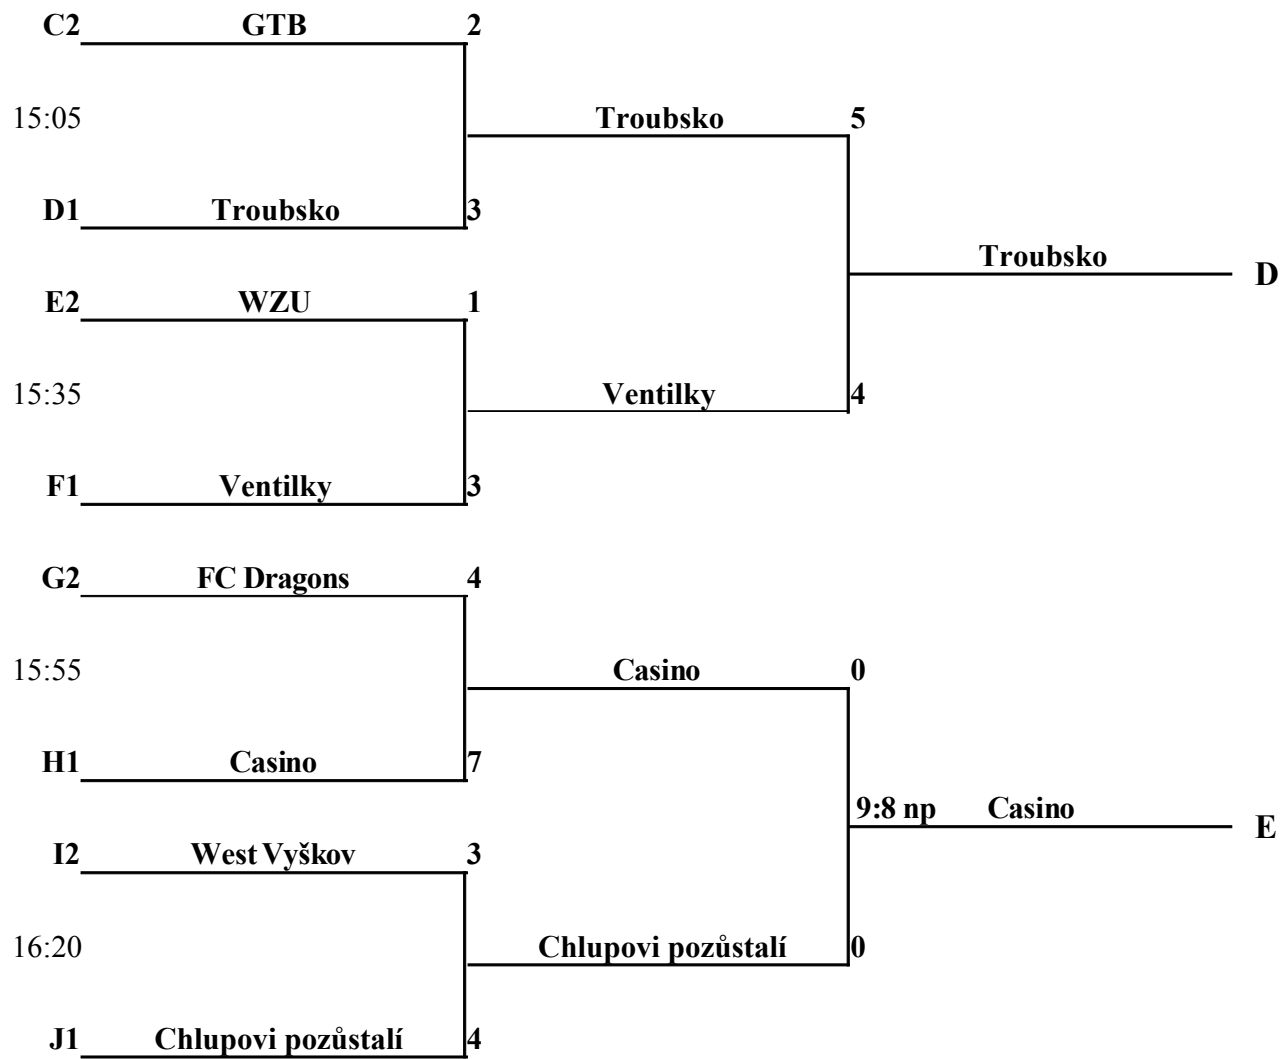 C2 GTB 2
15:05 Troubsko 5
D1 Troubsko 3
Troubsko D
E2 WZU 1
15:35 Ventilky 4
F1 Ventilky 3
G2 FC Dragons 4
15:55 Casino 0
H1 Casino 7
9:8 np Casino E
I2 West Vyškov 3
16:20 Chlupovi pozůstalí 0
J1 Chlupovi pozůstalí 4